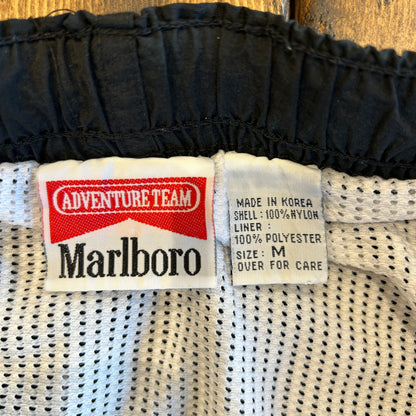 ADVENTURE TEAM
Marlboro
MADE IN KOREA
SHELL : 100% NYLON
LINER :
100% POLYESTER
SIZE : M
OVER FOR CARE